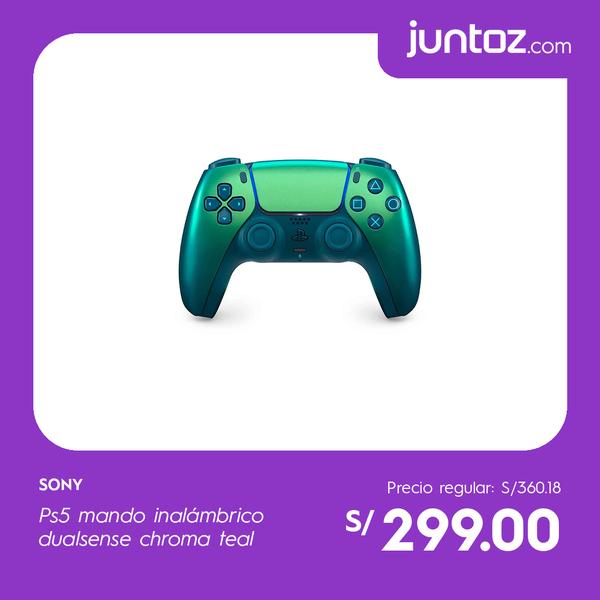 juntoz.com
SONY
Ps5 mando inalámbrico
dualsense chroma teal
Precio regular: S/360.18
S/ 299.00